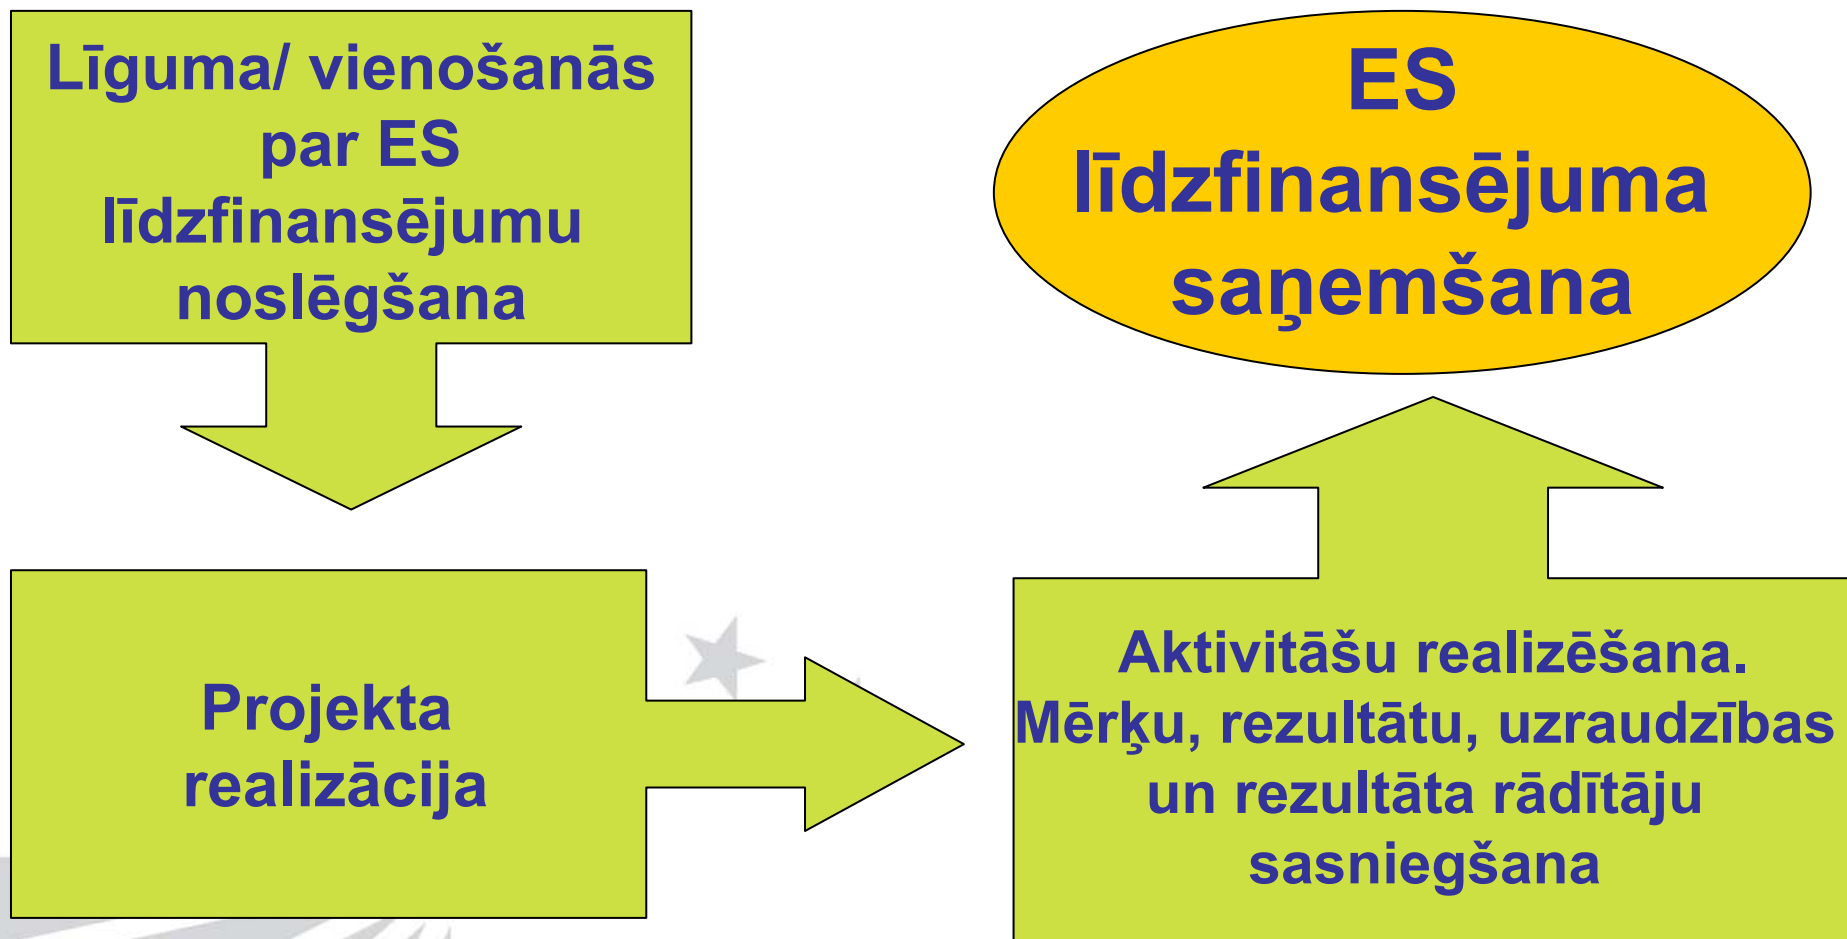 Līguma/ vienošanās
par ES
līdzfinansējumu
noslēgšana
Projekta
realizācija
Aktivitāšu realizēšana.
Mērķu, rezultātu, uzraudzības
un rezultāta rādītāju
sasniegšana
ES
līdzfinansējuma
saņemšana